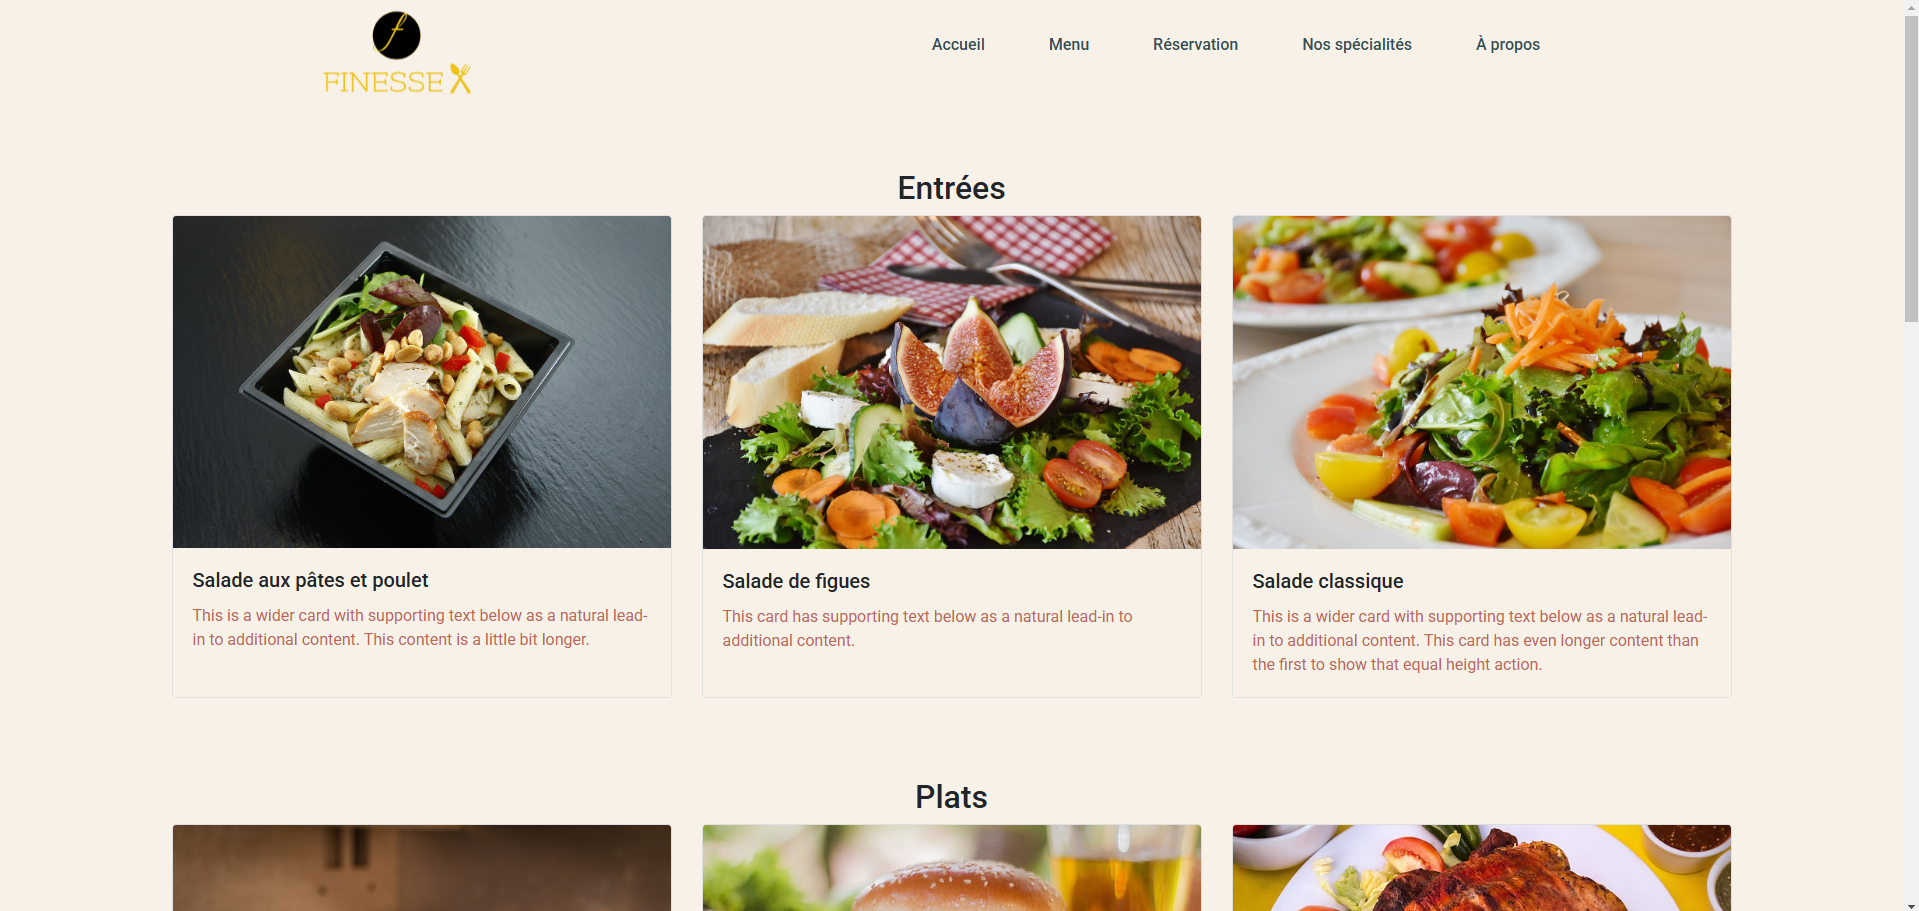 f
FINESSE
Accueil
Menu
Réservation
Nos spécialités
À propos
Entrées
Salade aux pâtes et poulet
This is a wider card with supporting text below as a natural lead-
in to additional content. This content is a little bit longer.
Salade de figues
This card has supporting text below as a natural lead-in to
additional content.
Salade classique
This is a wider card with supporting text below as a natural lead-
in to additional content. This card has even longer content than
the first to show that equal height action.
Plats